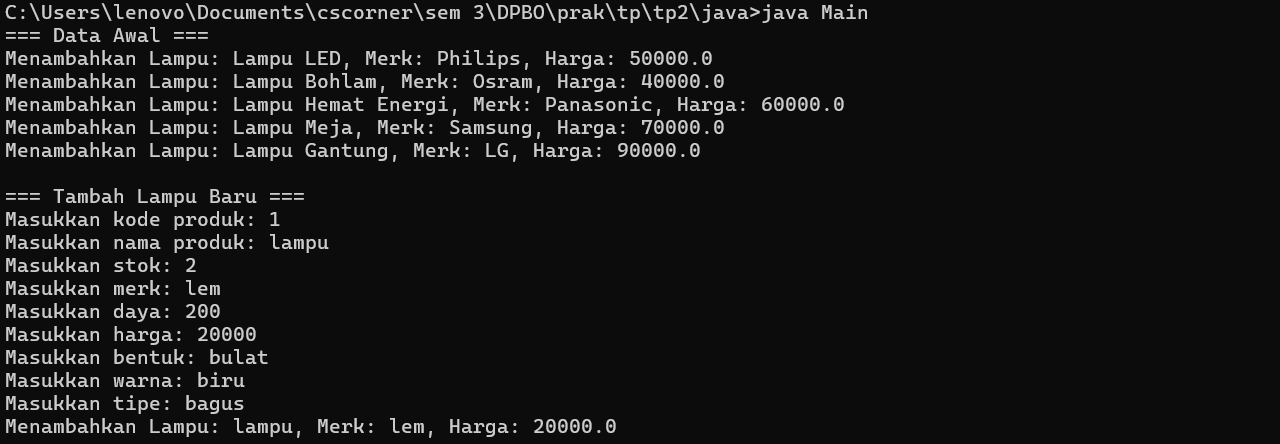 C:\Users\lenovo\Documents\cscorner\sem 3\DPBO\prak\tp\tp2\java>java Main
=== Data Awal ===
Menambahkan Lampu: Lampu LED, Merk: Philips, Harga: 50000.0
Menambahkan Lampu: Lampu Bohlam, Merk: Osram, Harga: 40000.0
Menambahkan Lampu: Lampu Hemat Energi, Merk: Panasonic, Harga: 60000.0
Menambahkan Lampu: Lampu Meja, Merk: Samsung, Harga: 70000.0
Menambahkan Lampu: Lampu Gantung, Merk: LG, Harga: 90000.0

=== Tambah Lampu Baru ===
Masukkan kode produk: 1
Masukkan nama produk: lampu
Masukkan stok: 2
Masukkan merk: lem
Masukkan daya: 200
Masukkan harga: 20000
Masukkan bentuk: bulat
Masukkan warna: biru
Masukkan tipe: bagus
Menambahkan Lampu: lampu, Merk: lem, Harga: 20000.0